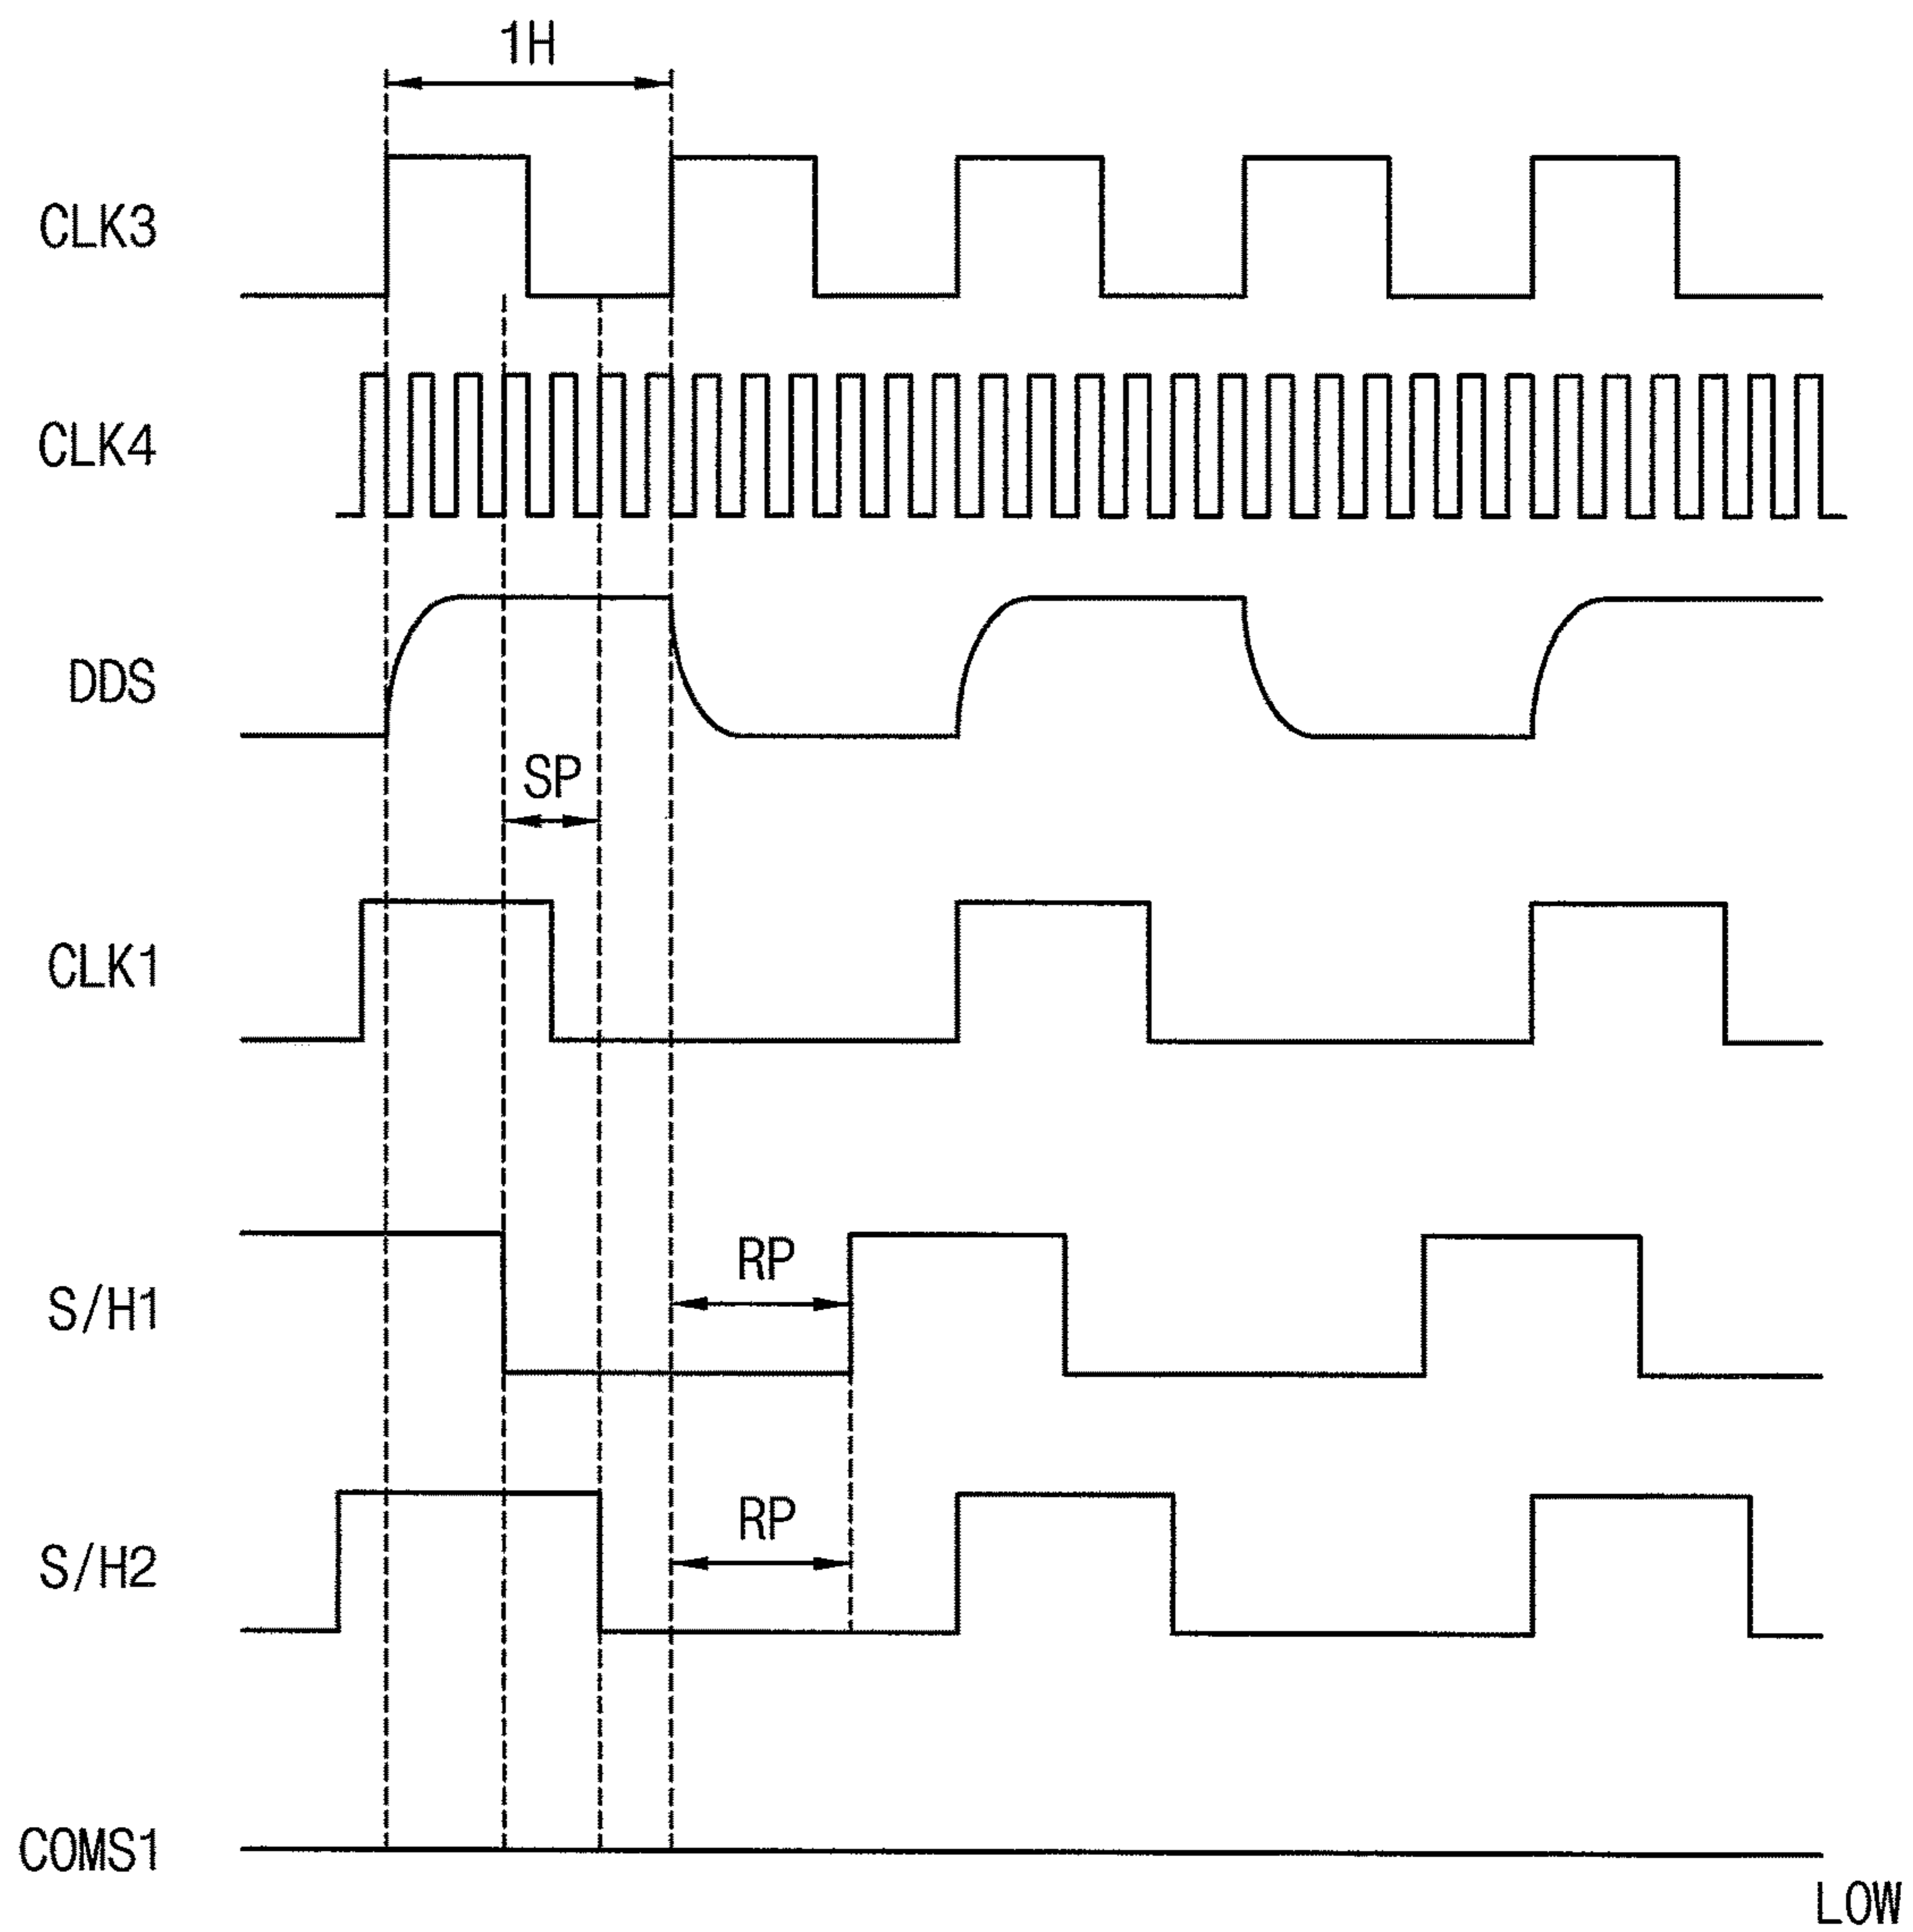 1H
CLK3
CLK4
DDS
SP
CLK1
RP
S/H1
RP
S/H2
COMS1
LOW